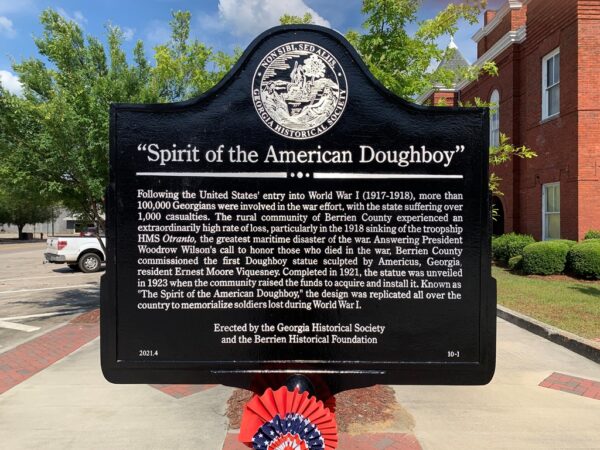 NON SIBI, SED ALIIS
GEORGIA HISTORICAL SOCIETY
"Spirit of the American Doughboy"
Following the United States' entry into World War I (1917-1918), more than
100,000 Georgians were involved in the war effort, with the state suffering over
1,000 casualties. The rural community of Berrien County experienced an
extraordinarily high rate of loss, particularly in the 1918 sinking of the troopship
HMS Otranto, the greatest maritime disaster of the war. Answering President
Woodrow Wilson's call to honor those who died in the war, Berrien County
commissioned the first Doughboy statue sculpted by Americus, Georgia,
resident Ernest Moore Viquesney. Completed in 1921, the statue was unveiled
in 1923 when the community raised the funds to acquire and install it. Known as
"The Spirit of the American Doughboy," the design was replicated all over the
country to memorialize soldiers lost during World War I.
Erected by the Georgia Historical Society
and the Berrien Historical Foundation
2021.4 10-1